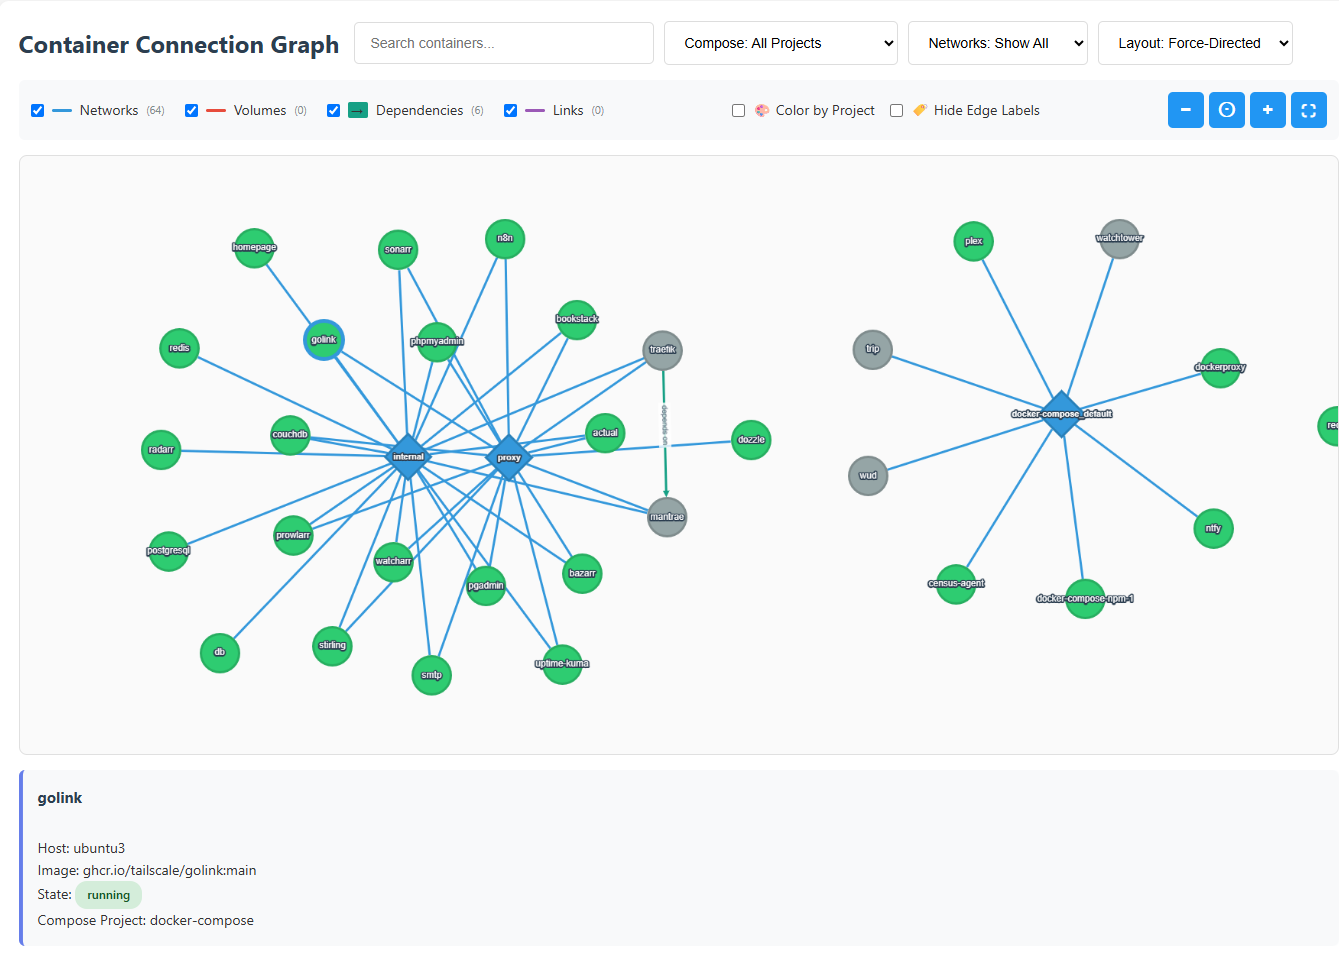 Container Connection Graph
Search containers...
Compose: All Projects
Networks: Show All
Layout: Force-Directed
Networks (64)
Volumes (0)
Dependencies (6)
Links (0)
Color by Project
Hide Edge Labels
homepage
sonarr
n8n
plex
watchtower
bookstack
golink
phpmyadmin
redis
traefik
trip
dockerproxy
depends on
docker-compose_default
couchdb
actual
dozzle
radarr
internal
proxy
wud
mantrae
ntfy
prowlarr
postgresql
watcharr
bazarr
pgadmin
census-agent
docker-compose-npm-1
db
stirling
uptime-kuma
smtp
golink
Host: ubuntu3
Image: ghcr.io/tailscale/golink:main
State: running
Compose Project: docker-compose